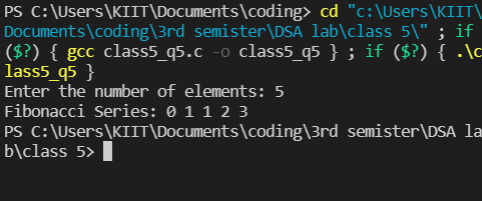 PS C:\Users\KIIT\Documents\coding> cd "c:\Users\KIIT\
Documents\coding\3rd semister\DSA lab\class 5\" ; if 
($?) { gcc class5_q5.c -o class5_q5 } ; if ($?) { .\c
lass5_q5 }
Enter the number of elements: 5
Fibonacci Series: 0 1 1 2 3
PS C:\Users\KIIT\Documents\coding\3rd semister\DSA la
b\class 5>